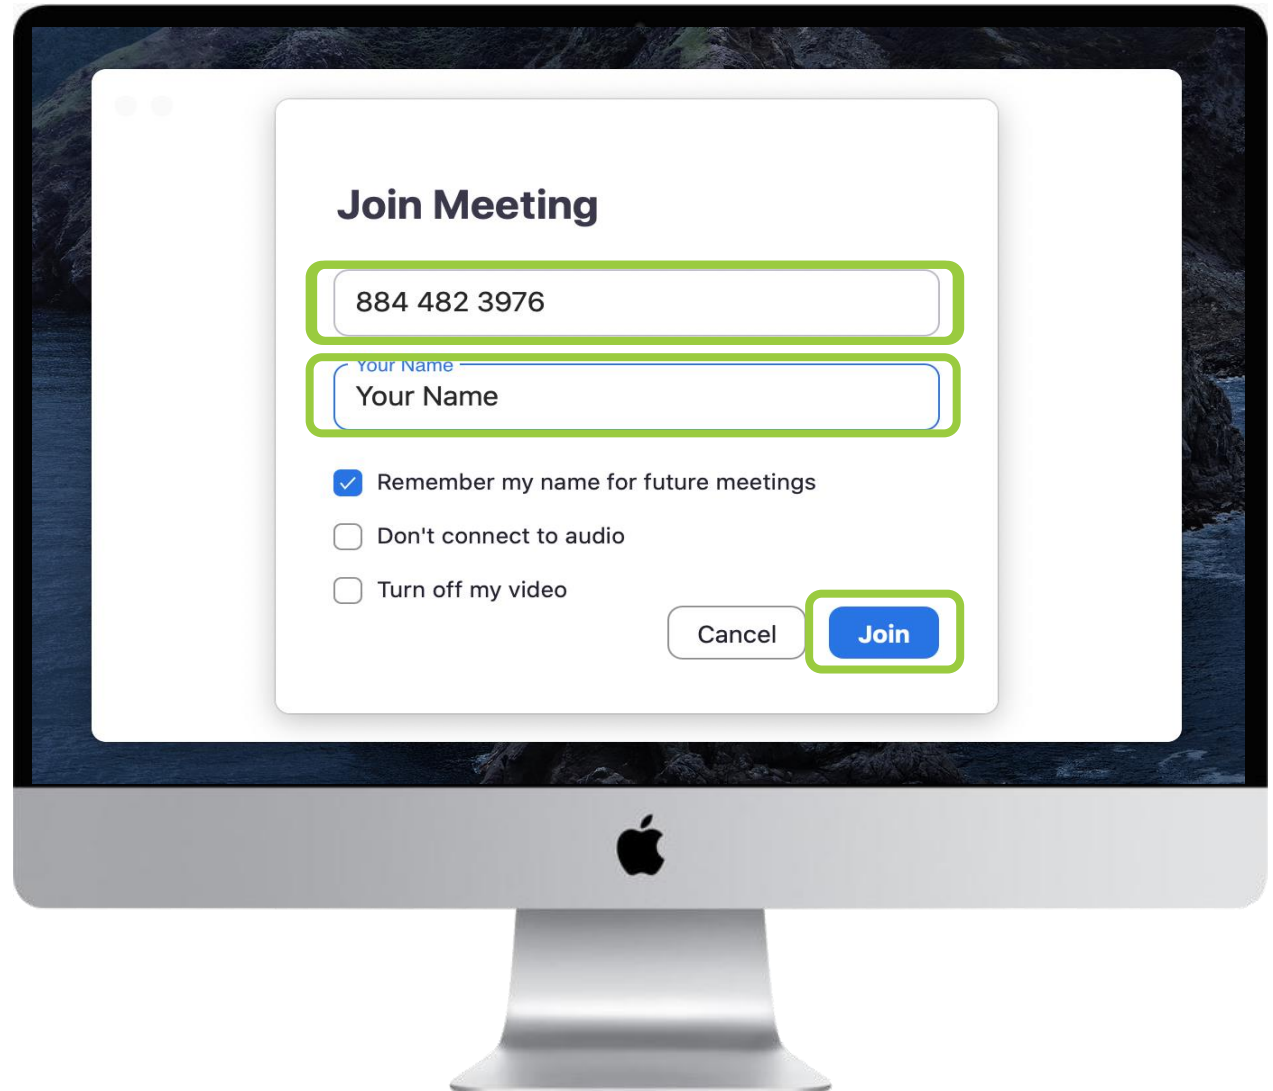 Join Meeting
884 482 3976
Your Name
Your Name
Remember my name for future meetings
Don't connect to audio
Turn off my video
Cancel
Join